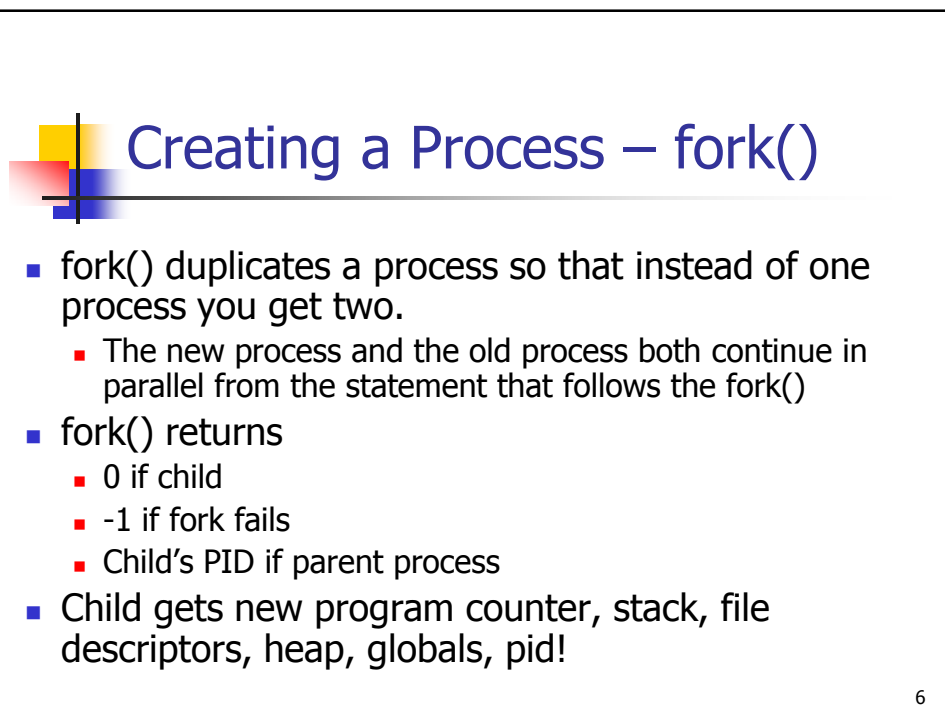 Creating a Process – fork()
fork() duplicates a process so that instead of one
process you get two.
The new process and the old process both continue in
parallel from the statement that follows the fork()
fork() returns
0 if child
-1 if fork fails
Child’s PID if parent process
Child gets new program counter, stack, file
descriptors, heap, globals, pid!
6